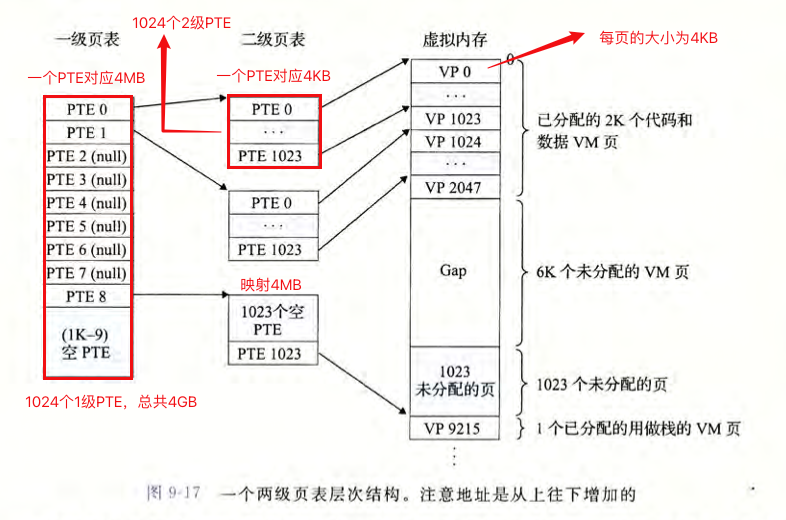 1024个2级PTE
一级页表
二级页表
虚拟内存
每页的大小为4KB
一个PTE对应4MB
一个PTE对应4KB
0
PTE 0
PTE 1
PTE 2 (null)
PTE 3 (null)
PTE 4 (null)
PTE 5 (null)
PTE 6 (null)
PTE 7 (null)
PTE 8
(1K–9)
空 PTE
1024个1级PTE，总共4GB
PTE 0
···
PTE 1023
PTE 0
···
PTE 1023
映射4MB
1023个空
PTE
PTE 1023
VP 0
···
VP 1023
VP 1024
···
VP 2047
Gap
1023
未分配的页
VP 9215
⋮
已分配的 2K 个代码和
数据 VM 页
6K 个未分配的 VM 页
1023 个未分配的页
1 个已分配的用做栈的 VM 页
图 9-17 一个两级页表层次结构。注意地址是从上往下增加的